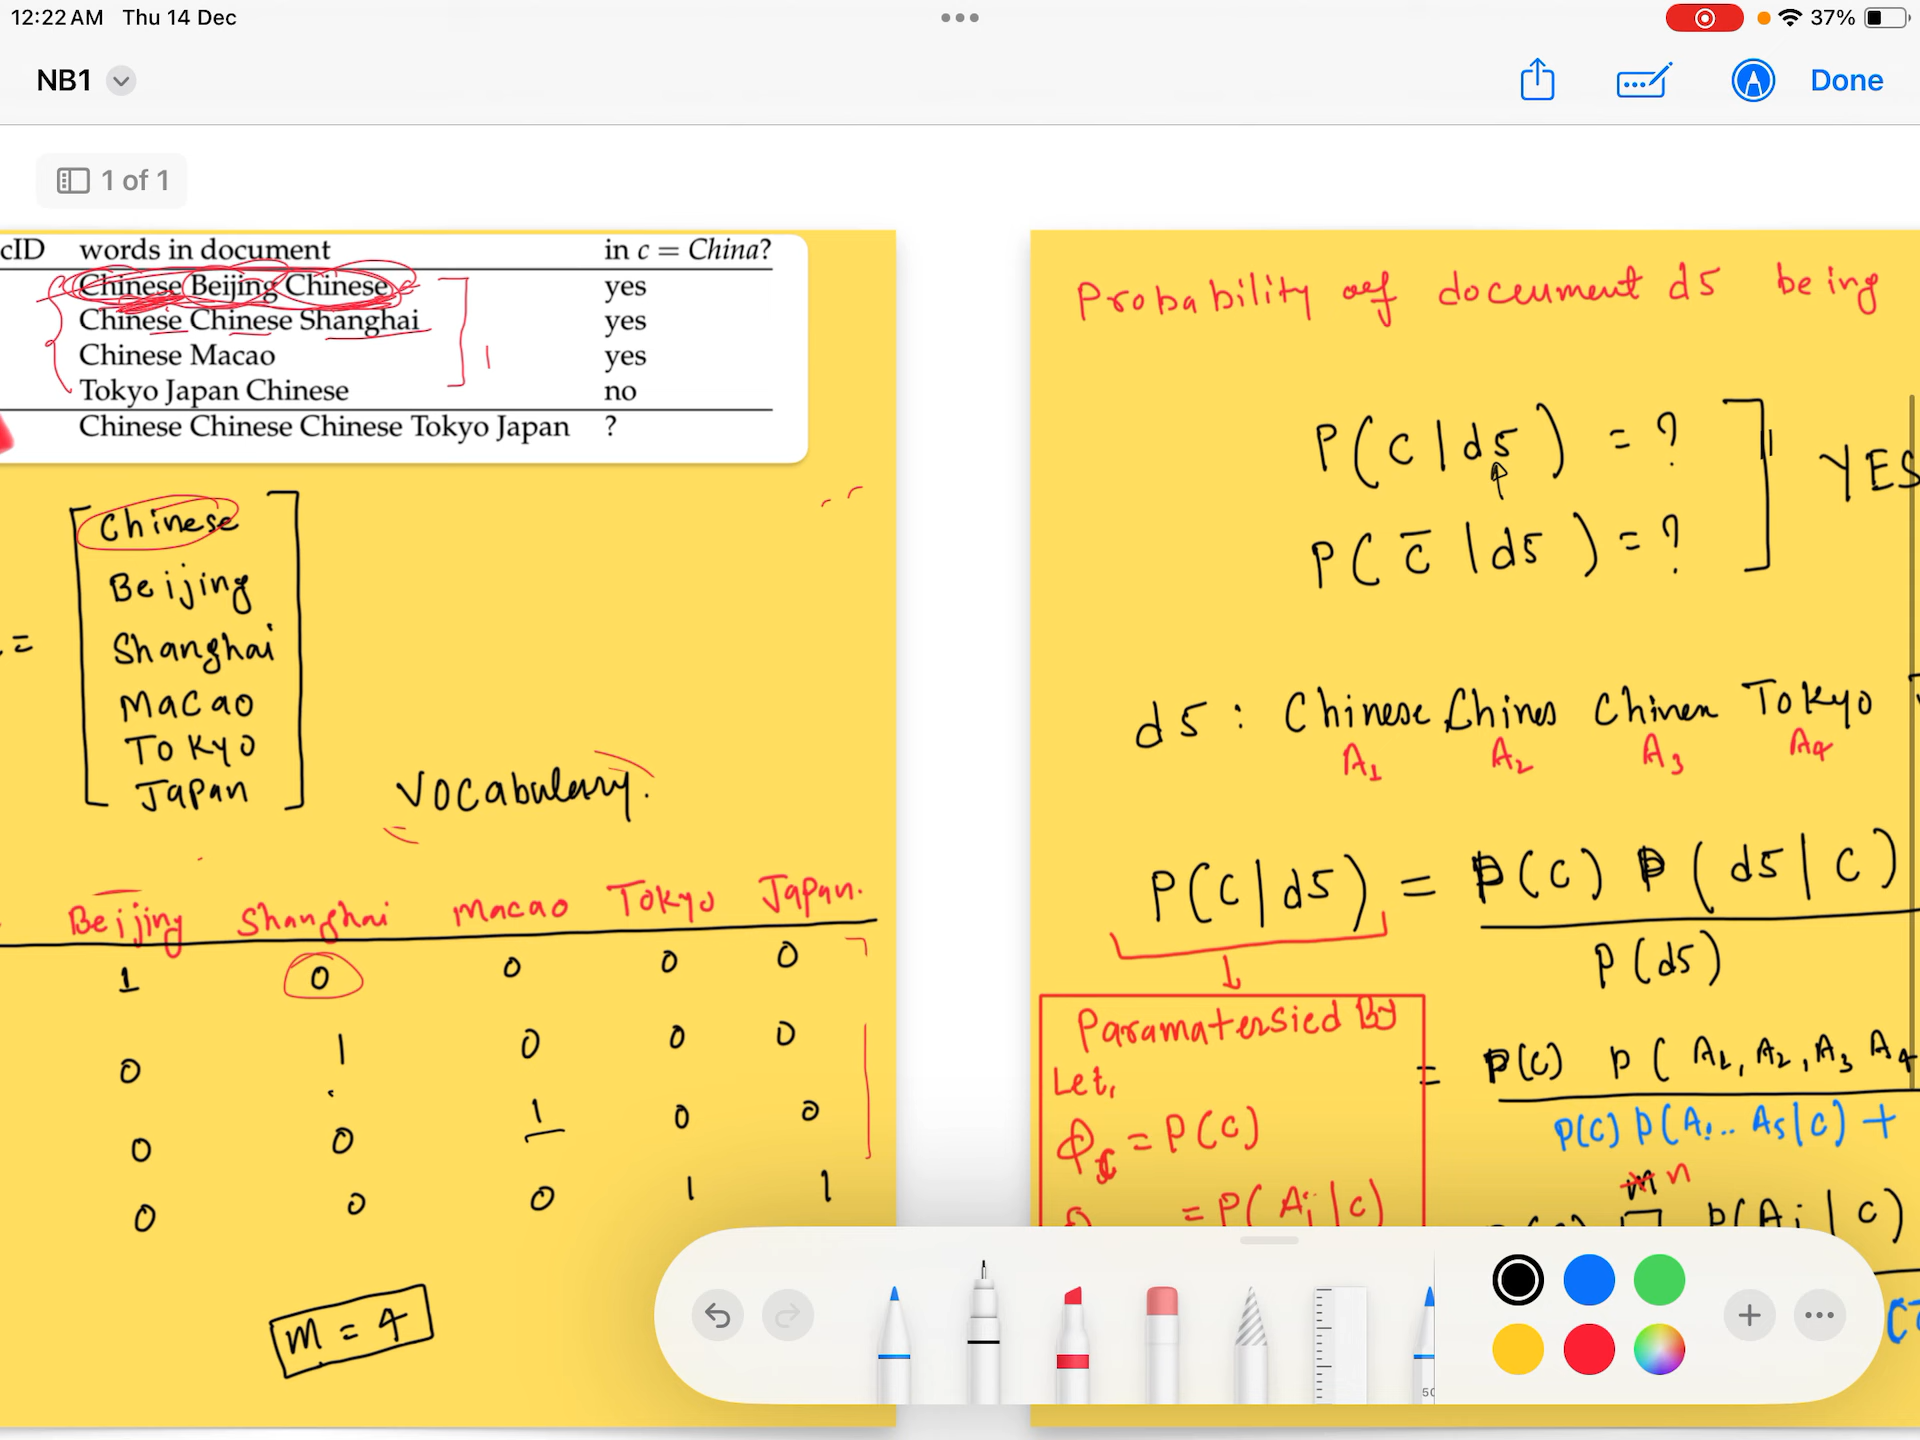 12:22 AM Thu 14 Dec
37%
NB1
Done
1 of 1
cID words in document in c = China?
Chinese Beijing Chinese yes
Chinese Chinese Shanghai yes
Chinese Macao yes
Tokyo Japan Chinese no
Chinese Chinese Chinese Tokyo Japan ?
1
=
Chinese
Beijing
Shanghai
Macao
Tokyo
Japan
Vocabulary.
Beijing Shanghai Macao Tokyo Japan.
1 0 0 0 0
0 1 0 0 0
0 0 1 0 0
0 0 0 1 1
m = 4
Probability of document d5 being
P(C|d5) = ?
P(C̅|d5) = ?
YES
d5: Chinese Chines Chinen Tokyo
A1 A2 A3 A4
P(C|d5) = P(C) P(d5|C)
P(d5)
Paramatersied By
Let,
ϕc = P(C)
= P(Ai|C)
= P(C) P(A1, A2, A3 A4
P(C) P(A1.. A5|C) +
n
P(Ai|C)
50